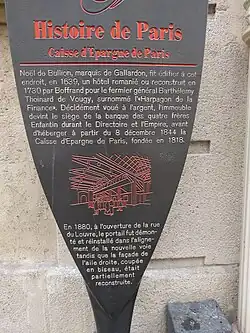 Histoire de Paris
Caisse d'Epargne de Paris
Noël de Bullion, marquis de Gallardon, fit édifier à cet
endroit, en 1639, un hôtel remanié ou reconstruit en
1730 par Boffrand pour le fermier général Barthélemy
Thoinard de Vougy, surnommé l'«Harpagon de la
Finance». Décidément voué à l'argent, l'immeuble
devint le siège de la banque des quatre frères
Enfantin durant le Directoire et l'Empire, avant
d'héberger à partir du 8 décembre 1844 la
Caisse d'Epargne de Paris, fondée en 1818.
En 1880, à l'ouverture de la rue
du Louvre, le portail fut démon-
té et réinstallé dans l'aligne-
ment de la nouvelle voie
tandis que la façade de
l'aile droite, coupée
en biseau, était
partiellement
reconstruite.